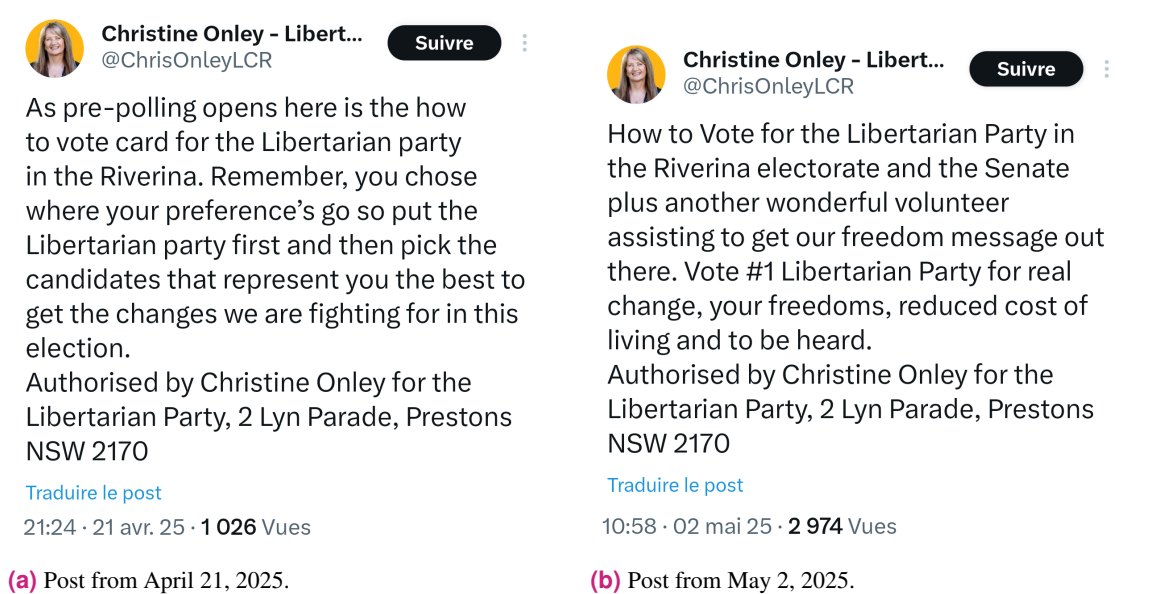 Christine Onley - Libert...
Suivre
@ChrisOnleyLCR
As pre-polling opens here is the how
to vote card for the Libertarian party
in the Riverina. Remember, you chose
where your preference’s go so put the
Libertarian party first and then pick the
candidates that represent you the best to
get the changes we are fighting for in this
election.
Authorised by Christine Onley for the
Libertarian Party, 2 Lyn Parade, Prestons
NSW 2170
Traduire le post
21:24 · 21 avr. 25 · 1 026 Vues
(a) Post from April 21, 2025.
Christine Onley - Libert...
Suivre
@ChrisOnleyLCR
How to Vote for the Libertarian Party in
the Riverina electorate and the Senate
plus another wonderful volunteer
assisting to get our freedom message out
there. Vote #1 Libertarian Party for real
change, your freedoms, reduced cost of
living and to be heard.
Authorised by Christine Onley for the
Libertarian Party, 2 Lyn Parade, Prestons
NSW 2170
Traduire le post
10:58 · 02 mai 25 · 2 974 Vues
(b) Post from May 2, 2025.